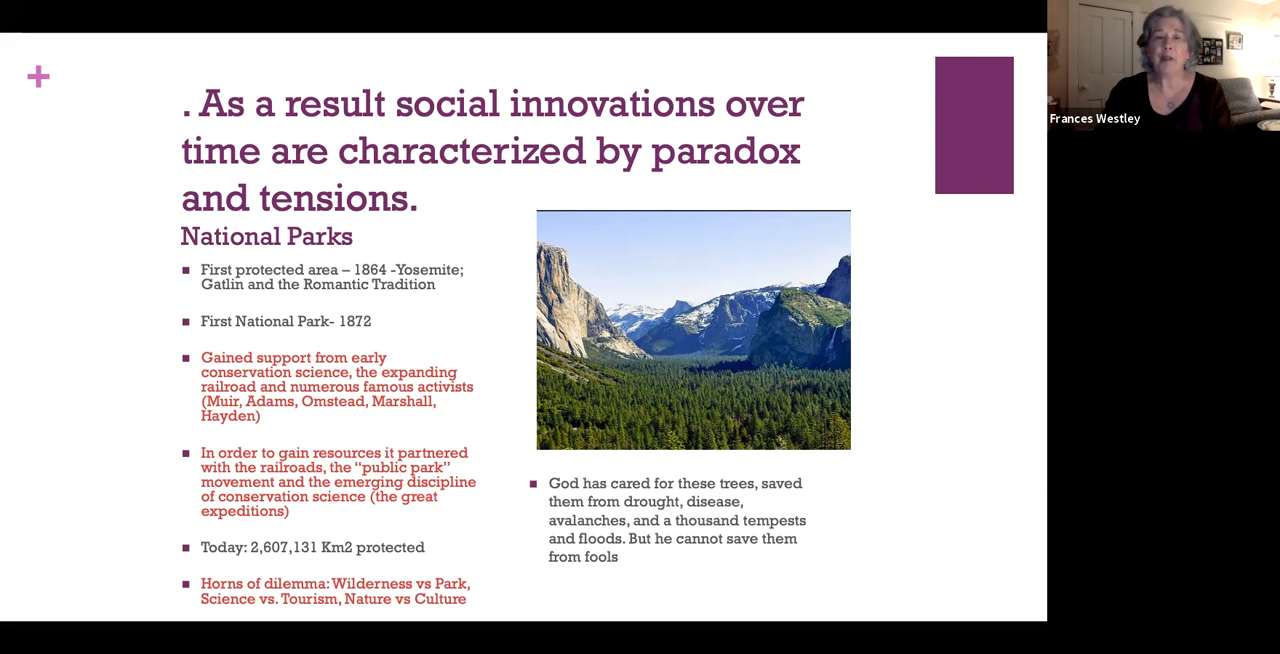 +
. As a result social innovations over
time are characterized by paradox
and tensions.
National Parks
■ First protected area – 1864 -Yosemite;
Gatlin and the Romantic Tradition
■ First National Park- 1872
■ Gained support from early
conservation science, the expanding
railroad and numerous famous activists
(Muir, Adams, Omstead, Marshall,
Hayden)
■ In order to gain resources it partnered
with the railroads, the “public park”
movement and the emerging discipline
of conservation science (the great
expeditions)
■ Today: 2,607,131 Km2 protected
■ Horns of dilemma: Wilderness vs Park,
Science vs. Tourism, Nature vs Culture
■ God has cared for these trees, saved
them from drought, disease,
avalanches, and a thousand tempests
and floods. But he cannot save them
from fools
Frances Westley